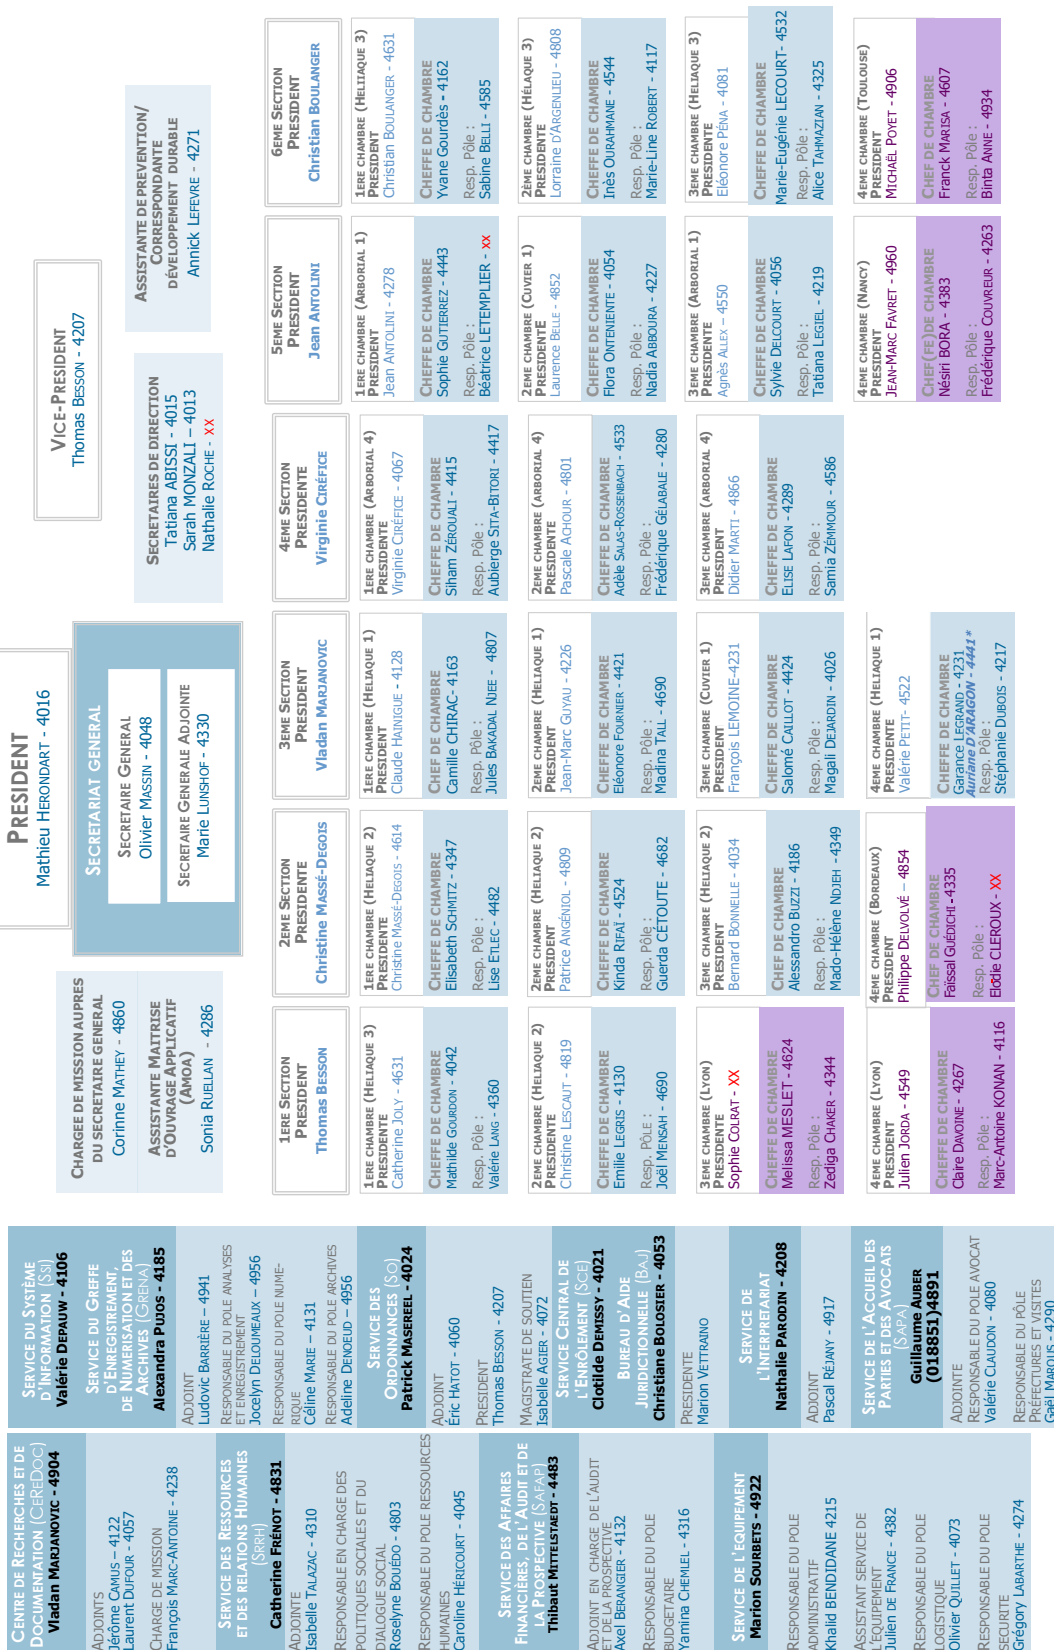 PRESIDENT
Mathieu HERONDART - 4016
VICE-PRESIDENT
Thomas BESSON - 4207
SECRETARIAT GENERAL
SECRETAIRE GENERAL
Olivier MASSIN - 4048
SECRETAIRE GENERALE ADJOINTE
Marie LUNSHOF - 4330
CHARGEE DE MISSION AUPRES
DU SECRETAIRE GENERAL
Corinne MATHEY - 4860
ASSISTANTE MAITRISE
D'OUVRAGE APPLICATIF
(AMOA)
Sonia RUELLAN - 4286
SECRETAIRES DE DIRECTION
Tatiana ABISSI - 4015
Sarah MONZALI – 4013
Nathalie ROCHE - XX
ASSISTANTE DE PREVENTION/
CORRESPONDANTE
DÉVELOPPEMENT DURABLE
Annick LEFEVRE - 4271
1ERE SECTION
PRESIDENT
Thomas BESSON
1ERE CHAMBRE (HELIAQUE 3)
PRESIDENTE
Catherine JOLY - 4631
CHEFFE DE CHAMBRE
Mathilde GOURDON - 4042
Resp. Pôle :
Valérie LANG - 4360
2EME CHAMBRE (HELIAQUE 2)
PRESIDENTE
Christine LESCAUT - 4819
CHEFFE DE CHAMBRE
Emilie LEGRIS - 4130
RESP. PÔLE :
Joël MENSAH - 4690
3EME CHAMBRE (LYON)
PRESIDENTE
Sophie COLRAT - XX
CHEFFE DE CHAMBRE
Melissa MESLET - 4624
Resp. Pôle :
Zediga CHAKER - 4344
4EME CHAMBRE (LYON)
PRESIDENT
Julien JORDA - 4549
CHEFFE DE CHAMBRE
Claire DAVOINE - 4267
Resp. Pôle :
Marc-Antoine KONAN - 4116
2EME SECTION
PRESIDENTE
Christine MASSÉ-DEGOIS
1ERE CHAMBRE (HELIAQUE 2)
PRESIDENTE
Christine MASSÉ-DEGOIS - 4614
CHEFFE DE CHAMBRE
Elisabeth SCHMITZ - 4347
Resp. Pôle :
Lise ETLEC - 4482
2EME CHAMBRE (HELIAQUE 2)
PRESIDENT
Patrice ANGÉNIOL - 4809
CHEFFE DE CHAMBRE
Kinda RIFAÏ - 4524
Resp. Pôle :
Guerda CÉTOUTE - 4682
3EME CHAMBRE (HELIAQUE 2)
PRESIDENT
Bernard BONNELLE - 4034
CHEF DE CHAMBRE
Alessandro BUZZI - 4186
Resp. Pôle :
Mado-Hélène NDJEH - 4349
4EME CHAMBRE (BORDEAUX)
PRESIDENT
Philippe DELVOLVÉ – 4854
CHEF DE CHAMBRE
Faïssal GUÉDICHI -4335
Resp. Pôle :
Elodie CLEROUX - XX
3EME SECTION
PRESIDENT
Vladan MARJANOVIC
1ERE CHAMBRE (HELIAQUE 1)
PRESIDENT
Claude HAINIGUE - 4128
CHEF DE CHAMBRE
Camille CHIRAC- 4163
Resp. Pôle :
Jules BAKADAL NJEE - 4807
2EME CHAMBRE (HELIAQUE 1)
PRESIDENT
Jean-Marc GUYAU - 4226
CHEFFE DE CHAMBRE
Eléonore FOURNIER - 4421
Resp. Pôle :
Madina TALL - 4690
3EME CHAMBRE (CUVIER 1)
PRESIDENT
François LEMOINE-4231
CHEFFE DE CHAMBRE
Salomé CAILLOT - 4424
Resp. Pôle :
Magali DEJARDIN - 4026
4EME CHAMBRE (HELIAQUE 1)
PRESIDENTE
Valérie PETIT- 4522
CHEFFE DE CHAMBRE
Garance LEGRAND - 4231
Auriane D'ARAGON - 4441*
Resp. Pôle :
Stéphanie DUBOIS - 4217
4EME SECTION
PRESIDENTE
Virginie CIRÉFICE
1ERE CHAMBRE (ARBORIAL 4)
PRESIDENTE
Virginie CIRÉFICE - 4067
CHEFFE DE CHAMBRE
Siham ZÉROUALI - 4415
Resp. Pôle :
Aubierge SITA-BITORI - 4417
2EME CHAMBRE (ARBORIAL 4)
PRESIDENTE
Pascale ACHOUR - 4801
CHEFFE DE CHAMBRE
Adèle SALAS-ROSSENBACH - 4533
Resp. Pôle :
Frédérique GÉLABALE - 4280
3EME CHAMBRE (ARBORIAL 4)
PRESIDENT
Didier MARTI - 4866
CHEFFE DE CHAMBRE
ELISE LAFON - 4289
Resp. Pôle :
Samia ZEMMOUR - 4586
5EME SECTION
PRESIDENT
Jean ANTOLINI
1ERE CHAMBRE (ARBORIAL 1)
PRESIDENT
Jean ANTOLINI - 4278
CHEFFE DE CHAMBRE
Sophie GUTIERREZ - 4443
Resp. Pôle :
Béatrice LETEMPLIER - XX
2EME CHAMBRE (CUVIER 1)
PRESIDENTE
Laurence BELLE - 4852
CHEFFE DE CHAMBRE
Flora ONTENIENTE - 4054
Resp. Pôle :
Nadia ABBOURA - 4227
3EME CHAMBRE (ARBORIAL 1)
PRESIDENTE
Agnès ALLEX – 4550
CHEFFE DE CHAMBRE
Sylvie DELCOURT - 4056
Resp. Pôle :
Tatiana LEGIEL - 4219
4EME CHAMBRE (NANCY)
PRESIDENT
JEAN-MARC FAVRET - 4960
CHEF(FE)DE CHAMBRE
Nésiri BORA - 4383
Resp. Pôle :
Frédérique COUVREUR - 4263
6EME SECTION
PRESIDENT
Christian BOULANGER
1ERE CHAMBRE (HELIAQUE 3)
PRESIDENT
Christian BOULANGER - 4631
CHEFFE DE CHAMBRE
Yvane Gourdès - 4162
Resp. Pôle :
Sabine BELLI - 4585
2ÈME CHAMBRE (HÉLAQUE 3)
PRESIDENTE
Lorraine D'ARGENLIEU - 4808
CHEFFE DE CHAMBRE
Inès OURAHMANE - 4544
Resp. Pôle :
Marie-Line ROBERT - 4117
3EME CHAMBRE (HELIAQUE 3)
PRESIDENTE
Eléonore PÉNA - 4081
CHEFFE DE CHAMBRE
Marie-Eugénie LECOURT- 4532
Resp. Pôle :
Alice TAHMAZIAN - 4325
4EME CHAMBRE (TOULOUSE)
PRESIDENT
MICHAËL POYET - 4906
CHEF DE CHAMBRE
Franck MARISA - 4607
Resp. Pôle :
Binta ANNE - 4934
CENTRE DE RECHERCHES ET DE
DOCUMENTATION (CEREDOC)
Vladan MARJANOVIC - 4904
ADJOINTS
Jérôme CAMUS – 4122
Laurent DUFOUR - 4057
CHARGE DE MISSION
François MARC-ANTOINE - 4238
SERVICE DES RESSOURCES
ET DES RELATIONS HUMAINES
(SRRH)
Catherine FRÉNOT - 4831
ADJOINTE
Isabelle TALAZAC - 4310
RESPONSABLE EN CHARGE DES
POLITIQUES SOCIALES ET DU
DIALOGUE SOCIAL
Roselyne BOUÉDO - 4803
RESPONSABLE DU POLE RESSOURCES
HUMAINES
Caroline HÉRICOURT - 4045
SERVICE DES AFFAIRES
FINANCIÈRES, DE L'AUDIT ET DE
LA PROSPECTIVE (SAFAP)
Thibaut MITTELSTAEDT - 4483
ADJOINT EN CHARGE DE L'AUDIT
ET DE LA PROSPECTIVE
Axel BERANGIER - 4132
RESPONSABLE DU POLE
BUDGETAIRE
Yamina CHEMLEL - 4316
SERVICE DE L'EQUIPEMENT
Marion SOURBETS - 4922
RESPONSABLE DU POLE
ADMINISTRATIF
Khalid BENDIDANE 4215
ASSISTANT SERVICE DE
L'EQUIPEMENT
Julien DE FRANCE - 4382
RESPONSABLE DU POLE
LOGISTIQUE
Olivier QUILLET - 4073
RESPONSABLE DU POLE
SECURITE
Grégory LABARTHE - 4274
SERVICE DU SYSTÈME
D'INFORMATION (SSI)
Valérie DEPAUW - 4106
SERVICE DU GREFFE
D'ENREGISTREMENT,
DE NUMERISATION ET DES
ARCHIVES (GRENA)
Alexandra PUJOS - 4185
ADJOINT
Ludovic BARRIÈRE – 4941
RESPONSABLE DU POLE ANALYSES
ET ENREGISTREMENT
Jocelyn DELOUMEAUX - 4956
RESPONSABLE DU POLE NUME-
RIQUE
Céline MARIE – 4131
RESPONSABLE DU POLE ARCHIVES
Adeline DENOEUD – 4956
SERVICE DES
ORDONNANCES (SO)
Patrick MASEREEL - 4024
ADJOINT
Éric HATOT - 4060
PRESIDENT
Thomas BESSON - 4207
MAGISTRATE DE SOUTIEN
Isabelle AGIER - 4072
SERVICE CENTRAL DE
L'ENRÔLEMENT (SCE)
Clotilde DEMISSY - 4021
BUREAU D'AIDE
JURIDICTIONNELLE (BAJ)
Christiane BOLOSIER - 4053
PRESIDENTE
Marion VETTRAINO
SERVICE DE
L'INTERPRETARIAT
Nathalie PARODIN - 4208
ADJOINT
Pascal RÉJANY - 4917
SERVICE DE L'ACCUEIL DES
PARTIES ET DES AVOCATS
(SAPA)
Guillaume AUBER
(018851)4891
ADJOINTE
RESPONSABLE DU POLE AVOCAT
Valérie CLAUDON - 4080
RESPONSABLE DU PÔLE
PRÉFECTURES ET VISITES
Gaël MARQUIS - 4290